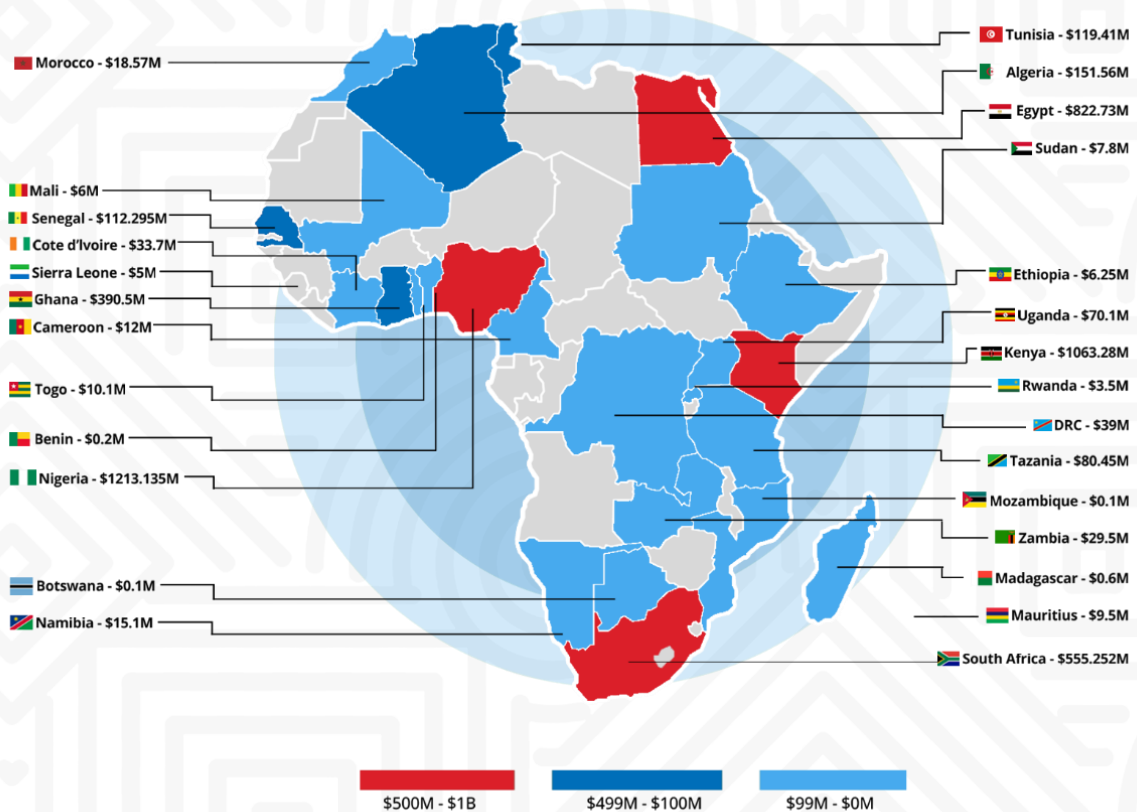 Morocco - $18.57M
Mali - $6M
Senegal - $112.295M
Cote d'Ivoire - $33.7M
Sierra Leone - $5M
Ghana - $390.5M
Cameroon - $12M
Togo - $10.1M
Benin - $0.2M
Nigeria - $1213.135M
Botswana - $0.1M
Namibia - $15.1M
Tunisia - $119.41M
Algeria - $151.56M
Egypt - $822.73M
Sudan - $7.8M
Ethiopia - $6.25M
Uganda - $70.1M
Kenya - $1063.28M
Rwanda - $3.5M
DRC - $39M
Tazania - $80.45M
Mozambique - $0.1M
Zambia - $29.5M
Madagascar - $0.6M
Mauritius - $9.5M
South Africa - $555.252M
$500M - $1B
$499M - $100M
$99M - $0M